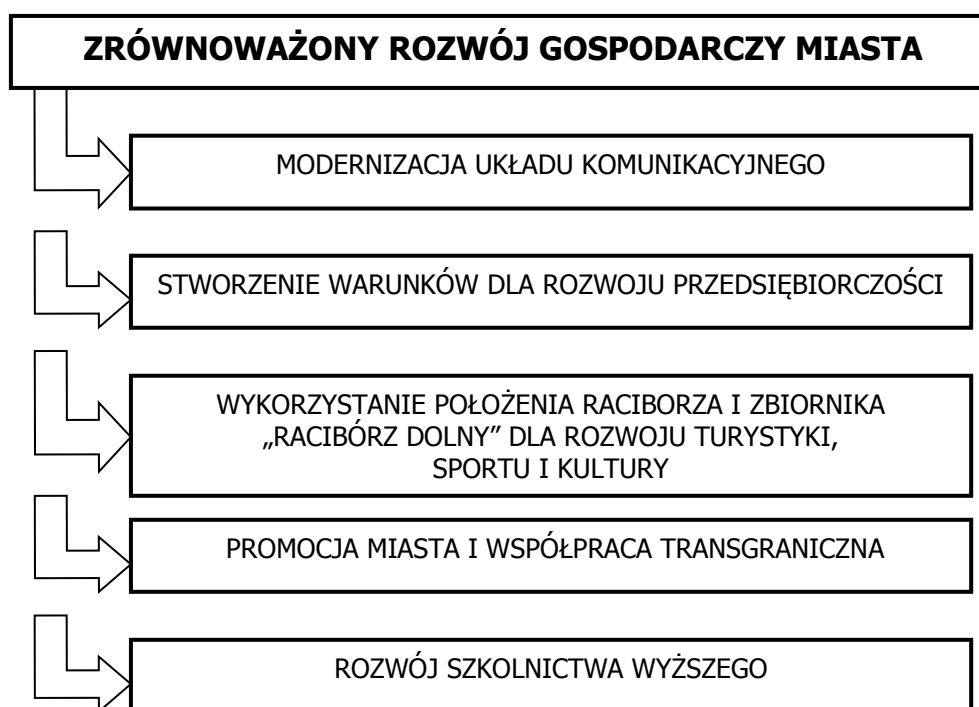 ZRÓWNOWAŻONY ROZWÓJ GOSPODARCZY MIASTA
MODERNIZACJA UKŁADU KOMUNIKACYJNEGO
STWORZENIE WARUNKÓW DLA ROZWOJU PRZEDSIĘBIORCZOŚCI
WYKORZYSTANIE POŁOŻENIA RACIBORZA I ZBIORNIKA
„RACIBÓRZ DOLNY” DLA ROZWOJU TURYSTYKI,
SPORTU I KULTURY
PROMOCJA MIASTA I WSPÓŁPRACA TRANSGRANICZNA
ROZWÓJ SZKOLNICTWA WYŻSZEGO